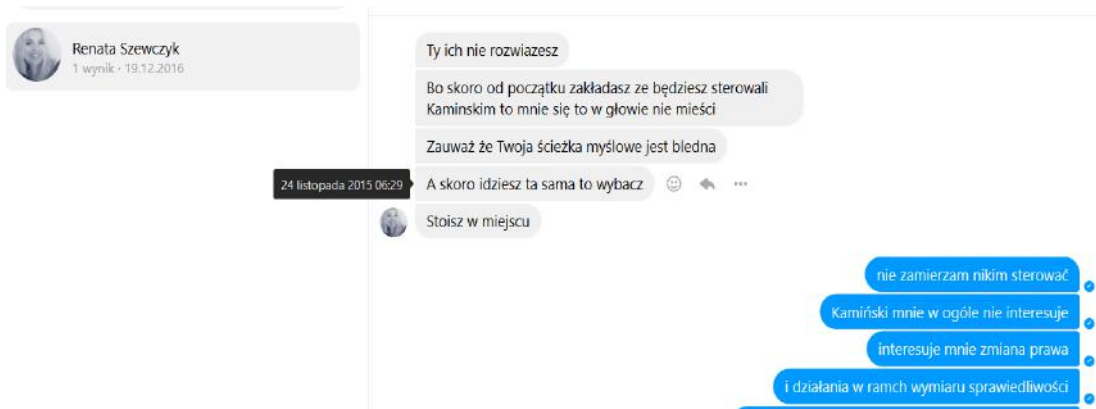 Renata Szewczyk
1 wynik · 19.12.2016
Ty ich nie rozwiazesz
Bo skoro od początku zakładasz ze będziesz sterowali
Kaminskim to mnie się to w głowie nie mieści
Zauważ że Twoja ścieżka myślowe jest bledna
24 listopada 2015 06:29
A skoro idziesz ta sama to wybacz
Stoisz w miejscu
nie zamierzam nikim sterować
Kamiński mnie w ogóle nie interesuje
interesuje mnie zmiana prawa
i działania w ramch wymiaru sprawiedliwości